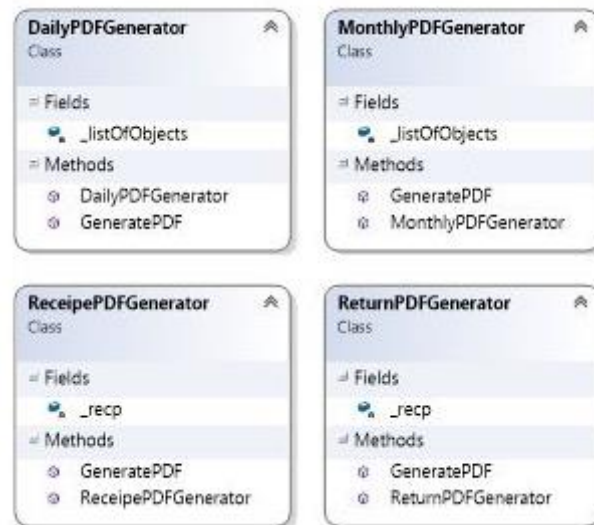 DailyPDFGenerator
Class
Fields
_listOfObjects
Methods
DailyPDFGenerator
GeneratePDF
MonthlyPDFGenerator
Class
Fields
_listOfObjects
Methods
GeneratePDF
MonthlyPDFGenerator
ReceipePDFGenerator
Class
Fields
_recp
Methods
GeneratePDF
ReceipePDFGenerator
ReturnPDFGenerator
Class
Fields
_recp
Methods
GeneratePDF
ReturnPDFGenerator